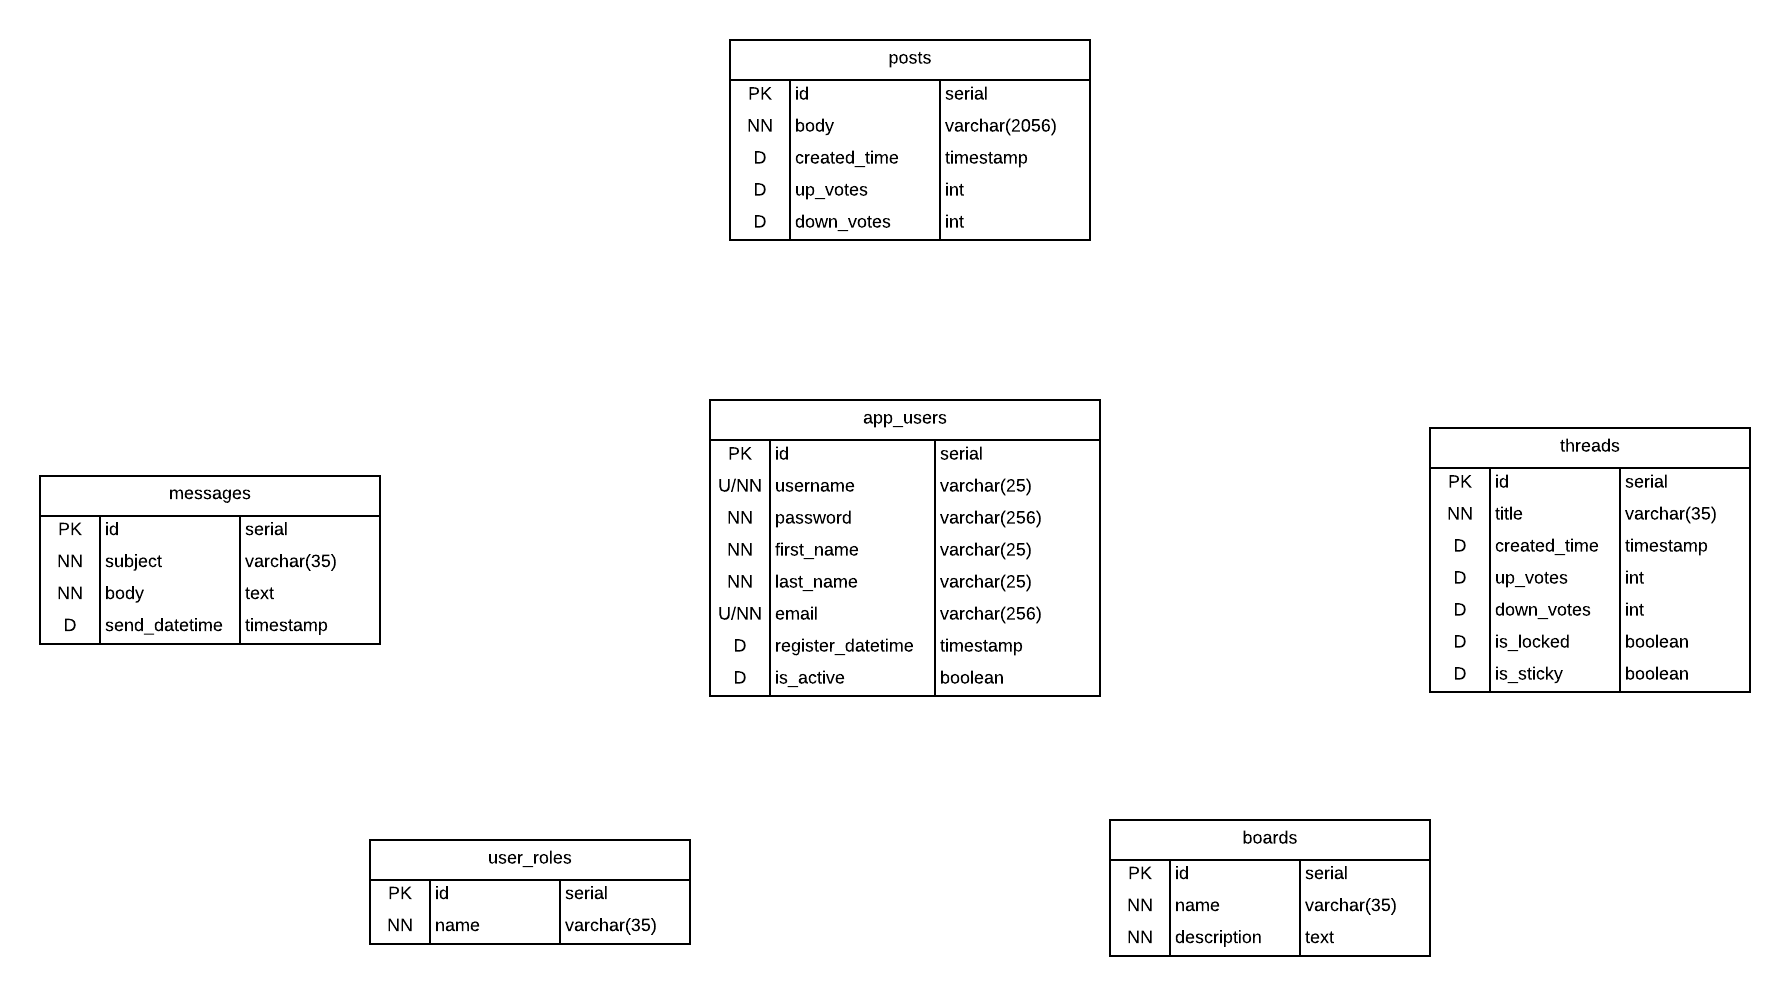 posts
PK id serial
NN body varchar(2056)
D created_time timestamp
D up_votes int
D down_votes int
app_users
PK id serial
U/NN username varchar(25)
NN password varchar(256)
NN first_name varchar(25)
NN last_name varchar(25)
U/NN email varchar(256)
D register_datetime timestamp
D is_active boolean
threads
PK id serial
NN title varchar(35)
D created_time timestamp
D up_votes int
D down_votes int
D is_locked boolean
D is_sticky boolean
messages
PK id serial
NN subject varchar(35)
NN body text
D send_datetime timestamp
user_roles
PK id serial
NN name varchar(35)
boards
PK id serial
NN name varchar(35)
NN description text